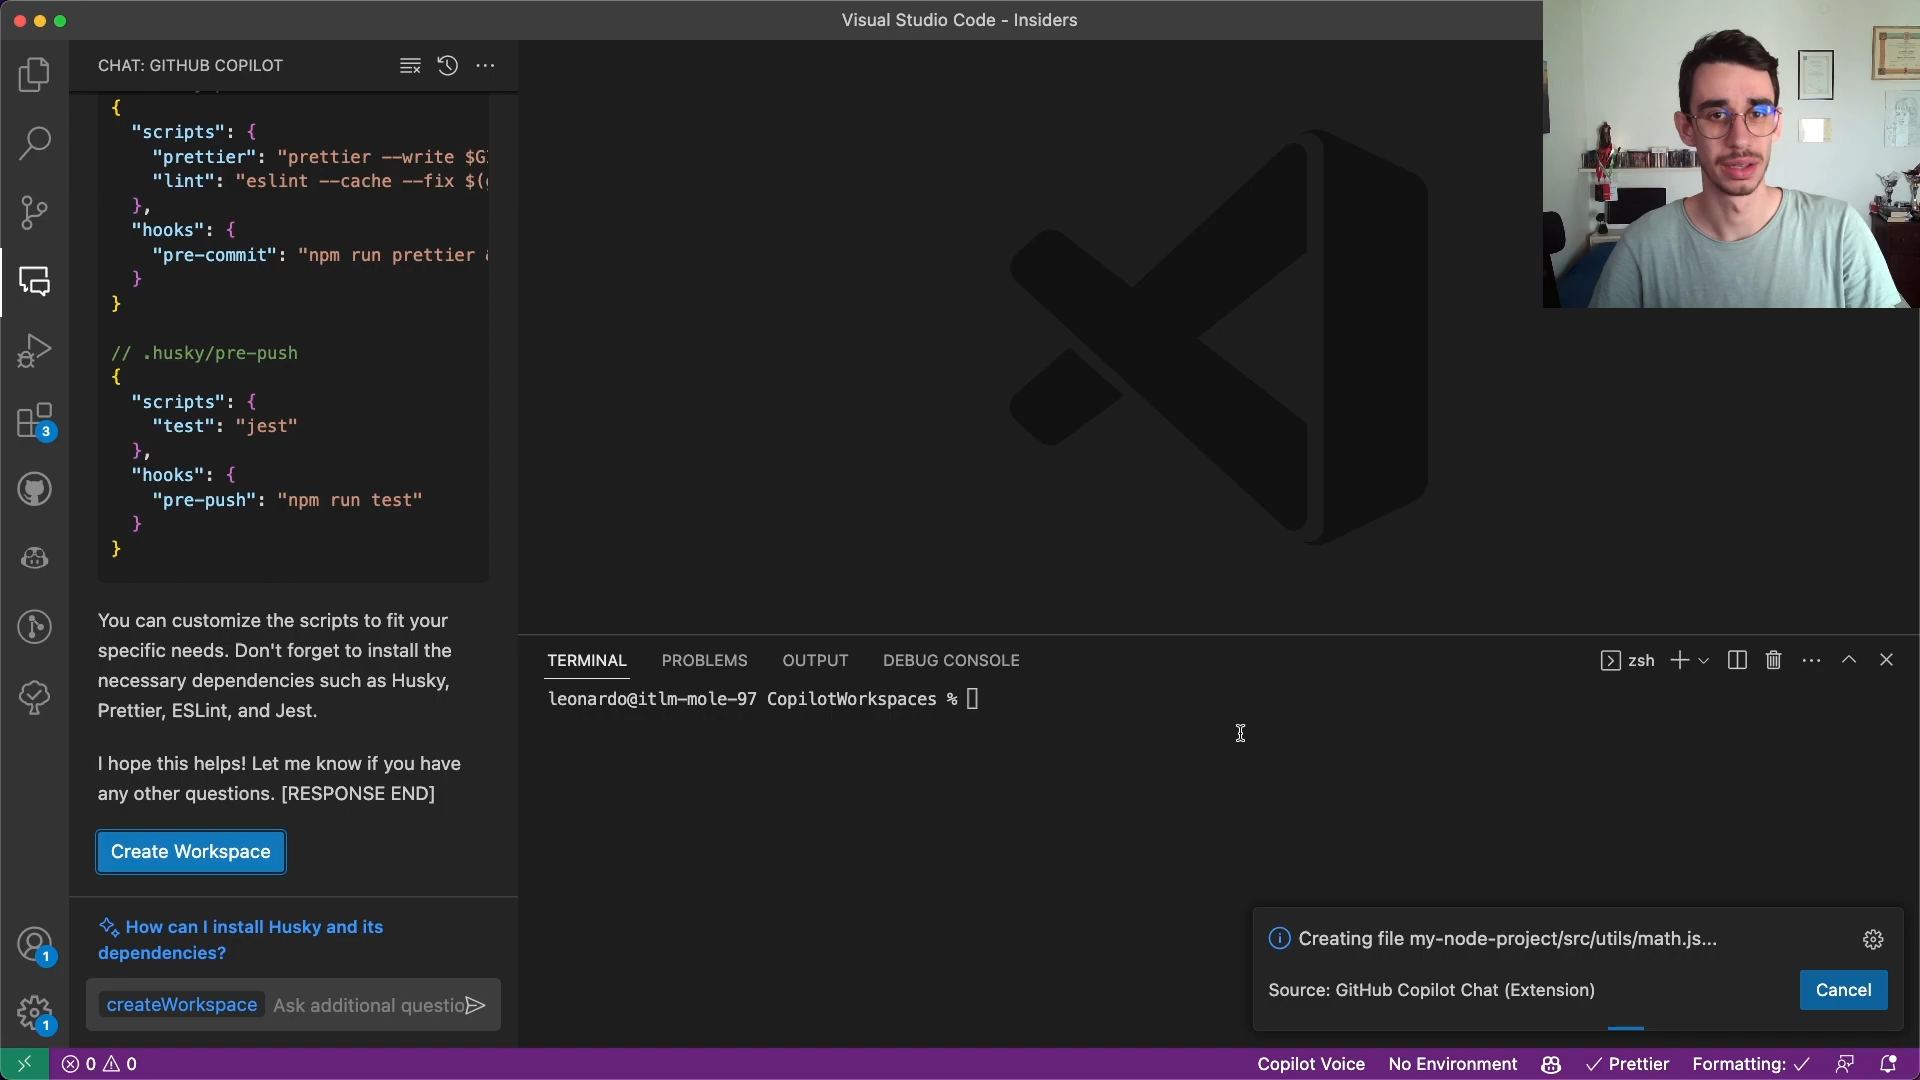 Visual Studio Code - Insiders
CHAT: GITHUB COPILOT
{
"scripts": {
"prettier": "prettier --write $G
"lint": "eslint --cache --fix $(
},
"hooks": {
"pre-commit": "npm run prettier
}
}
// .husky/pre-push
{
"scripts": {
"test": "jest"
},
"hooks": {
"pre-push": "npm run test"
}
}
You can customize the scripts to fit your
specific needs. Don't forget to install the
necessary dependencies such as Husky,
Prettier, ESLint, and Jest.
I hope this helps! Let me know if you have
any other questions. [RESPONSE END]
Create Workspace
How can I install Husky and its
dependencies?
createWorkspace Ask additional questio
3
1
1
TERMINAL PROBLEMS OUTPUT DEBUG CONSOLE
zsh
leonardo@itlm-mole-97 CopilotWorkspaces %
Creating file my-node-project/src/utils/math.js...
Source: GitHub Copilot Chat (Extension)
Cancel
0 0
Copilot Voice No Environment Prettier Formatting: